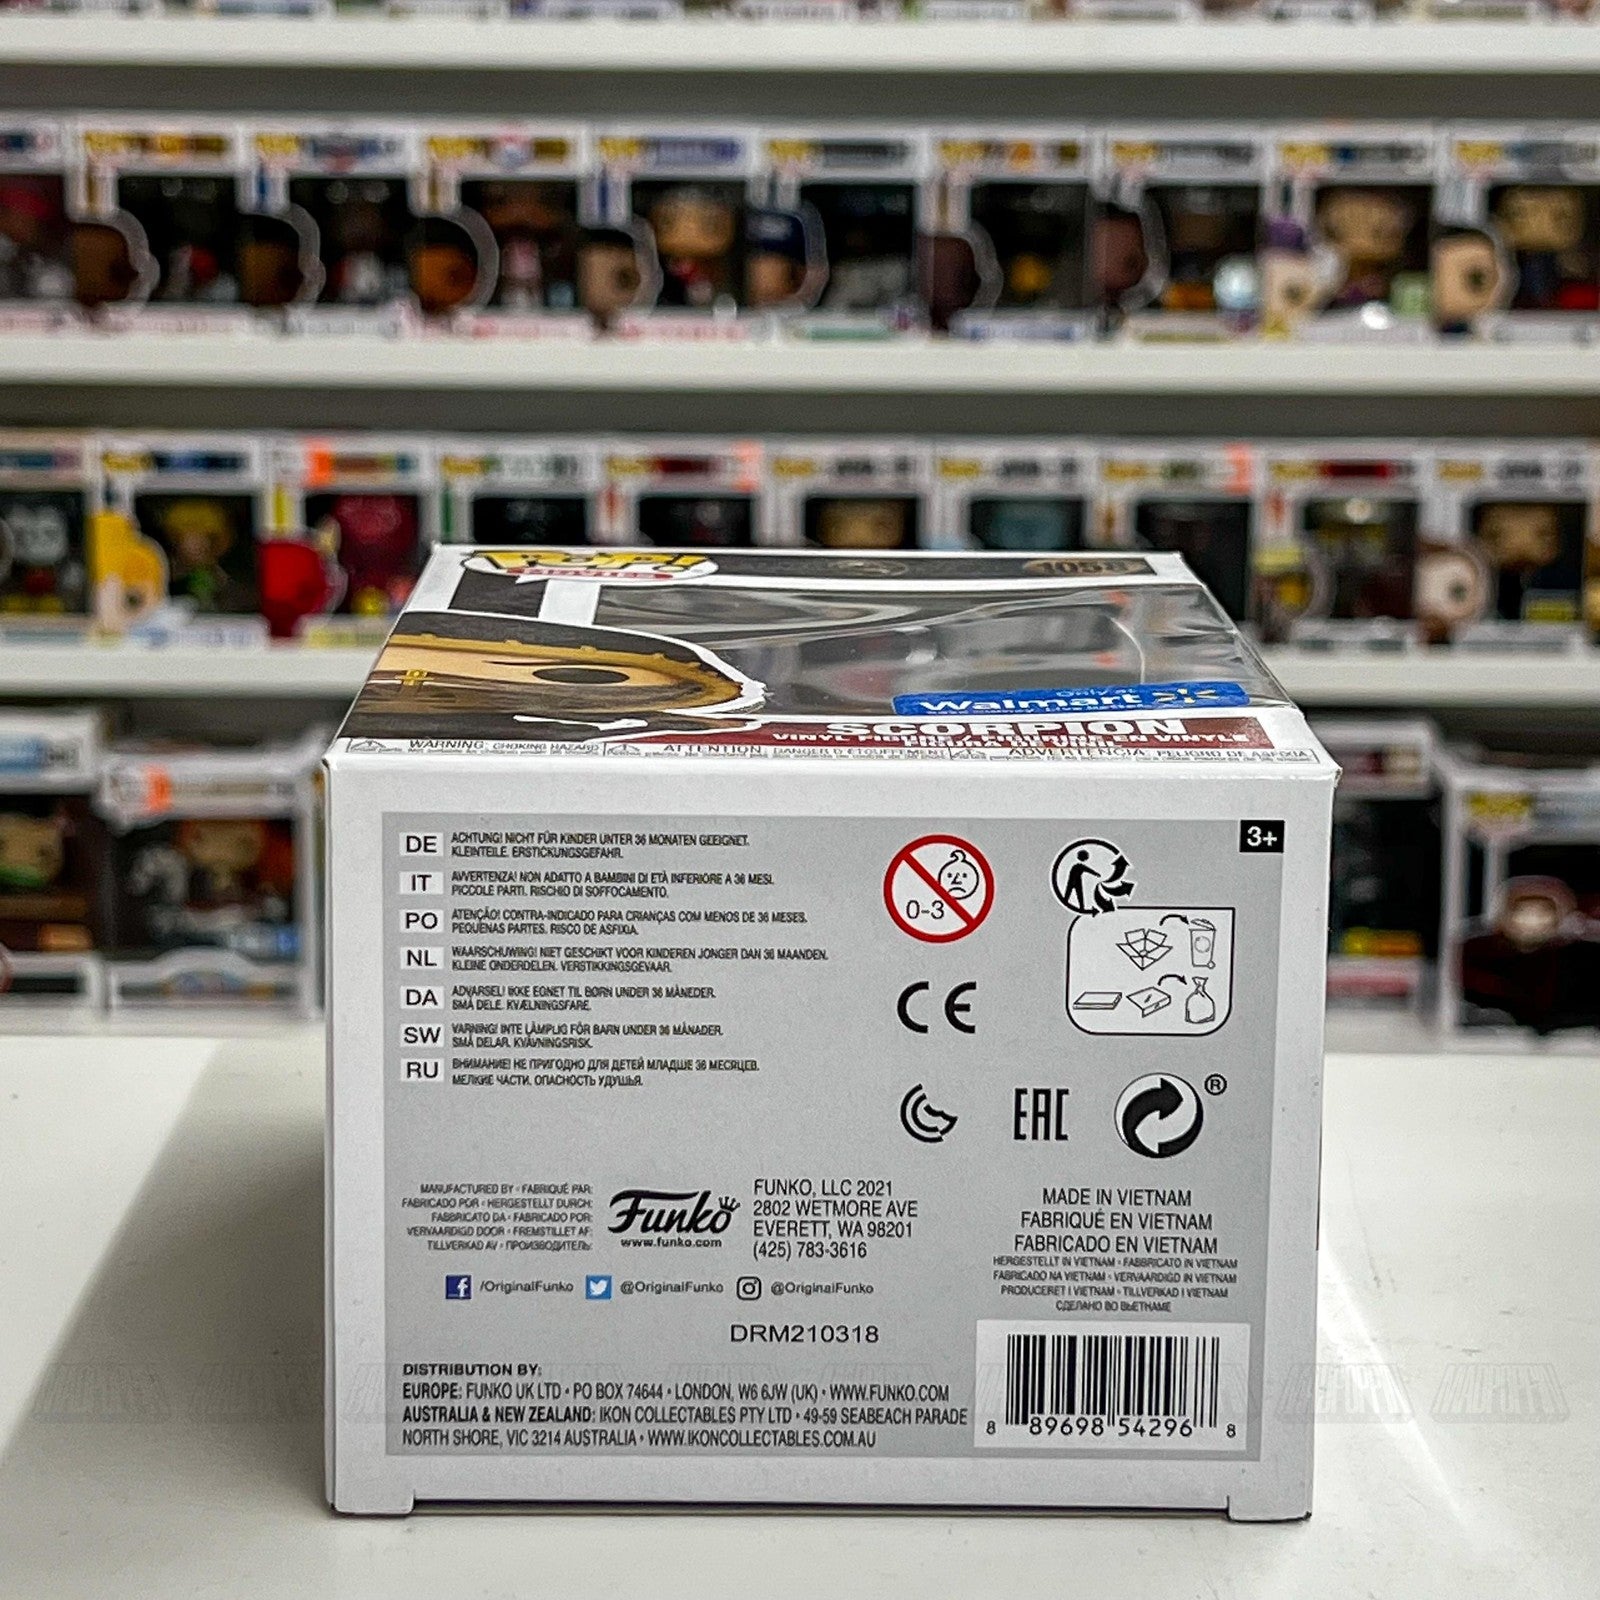 POP!
MOVIES
1058
Only at
Walmart
SCORPION
WARNING: CHOKING HAZARD
ATTENTION: DANGER D'ÉTOUFFEMENT
ADVERTENCIA: PELIGRO DE ASFIXIA
3+
DE ACHTUNG! NICHT FÜR KINDER UNTER 36 MONATEN GEEIGNET.
KLEINTEILE. ERSTICKUNGSGEFAHR.
IT AVVERTENZA! NON ADATTO A BAMBINI DI ETÀ INFERIORE A 36 MESI.
PICCOLE PARTI. RISCHIO DI SOFFOCAMENTO.
PO ATENÇÃO! CONTRA-INDICADO PARA CRIANÇAS COM MENOS DE 36 MESES.
PEQUENAS PARTES. RISCO DE ASFIXIA.
NL WAARSCHUWING! NIET GESCHIKT VOOR KINDEREN JONGER DAN 36 MAANDEN.
KLEINE ONDERDELEN. VERSTIKKINGSGEVAAR.
DA ADVARSEL! IKKE EGNET TIL BØRN UNDER 36 MÅNEDER.
SMÅ DELE. KVÆLNINGSFARE.
SW VARNING! INTE LÄMPLIG FÖR BARN UNDER 36 MÅNADER.
SMÅ DELAR. KVÄVNINGSRISK.
RU ВНИМАНИЕ! НЕ ПРИГОДНО ДЛЯ ДЕТЕЙ МЛАДШЕ 36 МЕСЯЦЕВ.
МЕЛКИЕ ЧАСТИ. ОПАСНОСТЬ УДУШЬЯ.
0-3
CE
EAC
®
MANUFACTURED BY • FABRIQUÉ PAR:
FABRICADO POR • HERGESTELLT DURCH:
FABBRICATO DA • FABRICADO POR:
VERVAARDIGD DOOR • FREMSTILLET AF:
TILLVERKAD AV • ПРОИЗВОДИТЕЛЬ:
Funko
www.funko.com
FUNKO, LLC 2021
2802 WETMORE AVE
EVERETT, WA 98201
(425) 783-3616
/OriginalFunko @OriginalFunko @OriginalFunko
MADE IN VIETNAM
FABRIQUÉ EN VIETNAM
FABRICADO EN VIETNAM
HERGESTELLT IN VIETNAM • FABBRICATO IN VIETNAM
FABRICADO NA VIETNAM • VERVAARDIGD IN VIETNAM
PRODUCERET I VIETNAM • TILLVERKAD I VIETNAM
СДЕЛАНО ВО ВЬЕТНАМЕ
DRM210318
DISTRIBUTION BY:
EUROPE: FUNKO UK LTD • PO BOX 74644 • LONDON, W6 6JW (UK) • WWW.FUNKO.COM
AUSTRALIA & NEW ZEALAND: IKON COLLECTABLES PTY LTD • 49-59 SEABEACH PARADE
NORTH SHORE, VIC 3214 AUSTRALIA • WWW.IKONCOLLECTABLES.COM.AU
8 89698 54296 8